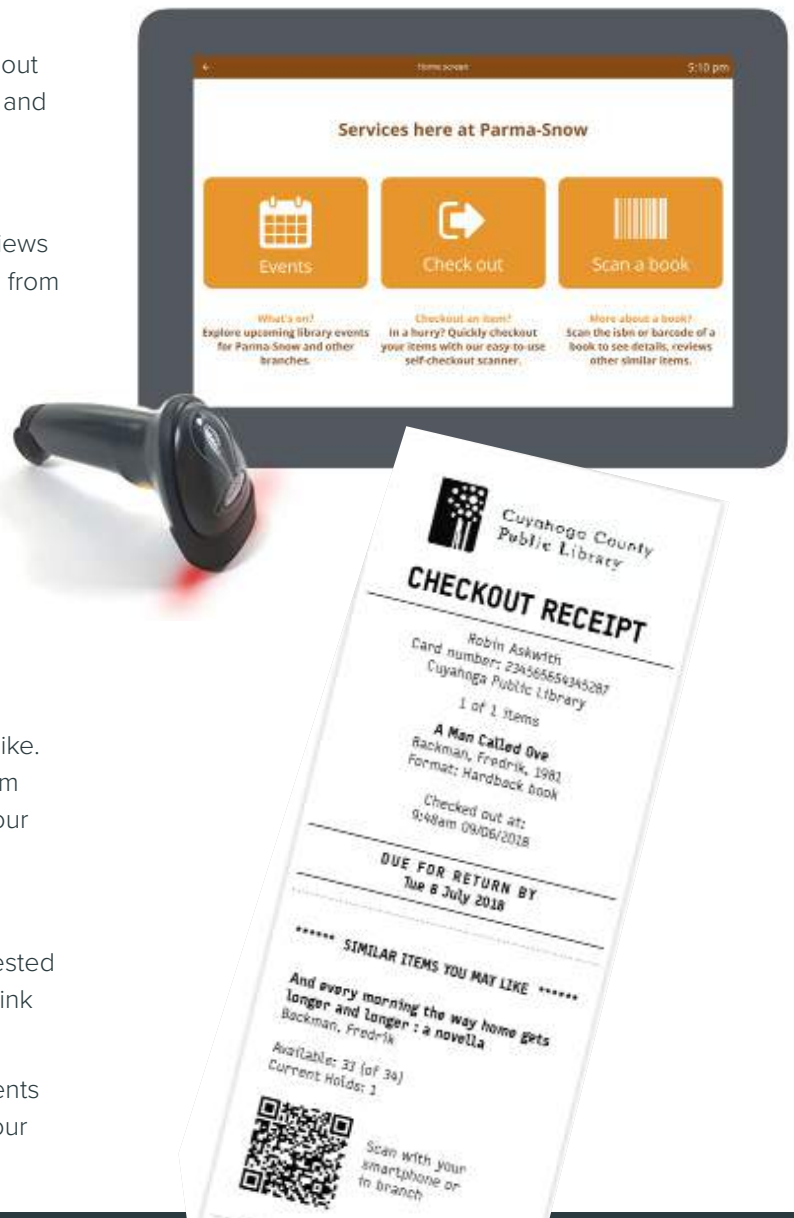 out
and
iews
from
Home screen
5:10 pm
Services here at Parma-Snow
Events
Check out
Scan a book
What's on?
Explore upcoming library events
for Parma-Snow and other
branches.
Checkout an item?
In a hurry? Quickly checkout
your items with our easy-to-use
self-checkout scanner.
More about a book?
Scan the isbn or barcode of a
book to see details, reviews
other similar items.
Cuyahoga County
Public Library
CHECKOUT RECEIPT
Robin Askwith
Card number: 234565654345287
Cuyahoga Public Library
1 of 1 items
A Man Called Ove
Backman, Fredrik, 1981
Format: Hardback book
Checked out at:
9:48am 09/06/2018
DUE FOR RETURN BY
Tue 8 July 2018
****** SIMILAR ITEMS YOU MAY LIKE ******
And every morning the way home gets
longer and longer : a novella
Backman, Fredrik
Available: 33 (of 34)
Current Holds: 1
Scan with your
smartphone or
in branch
ike.
m
our
ested
ink
ents
our